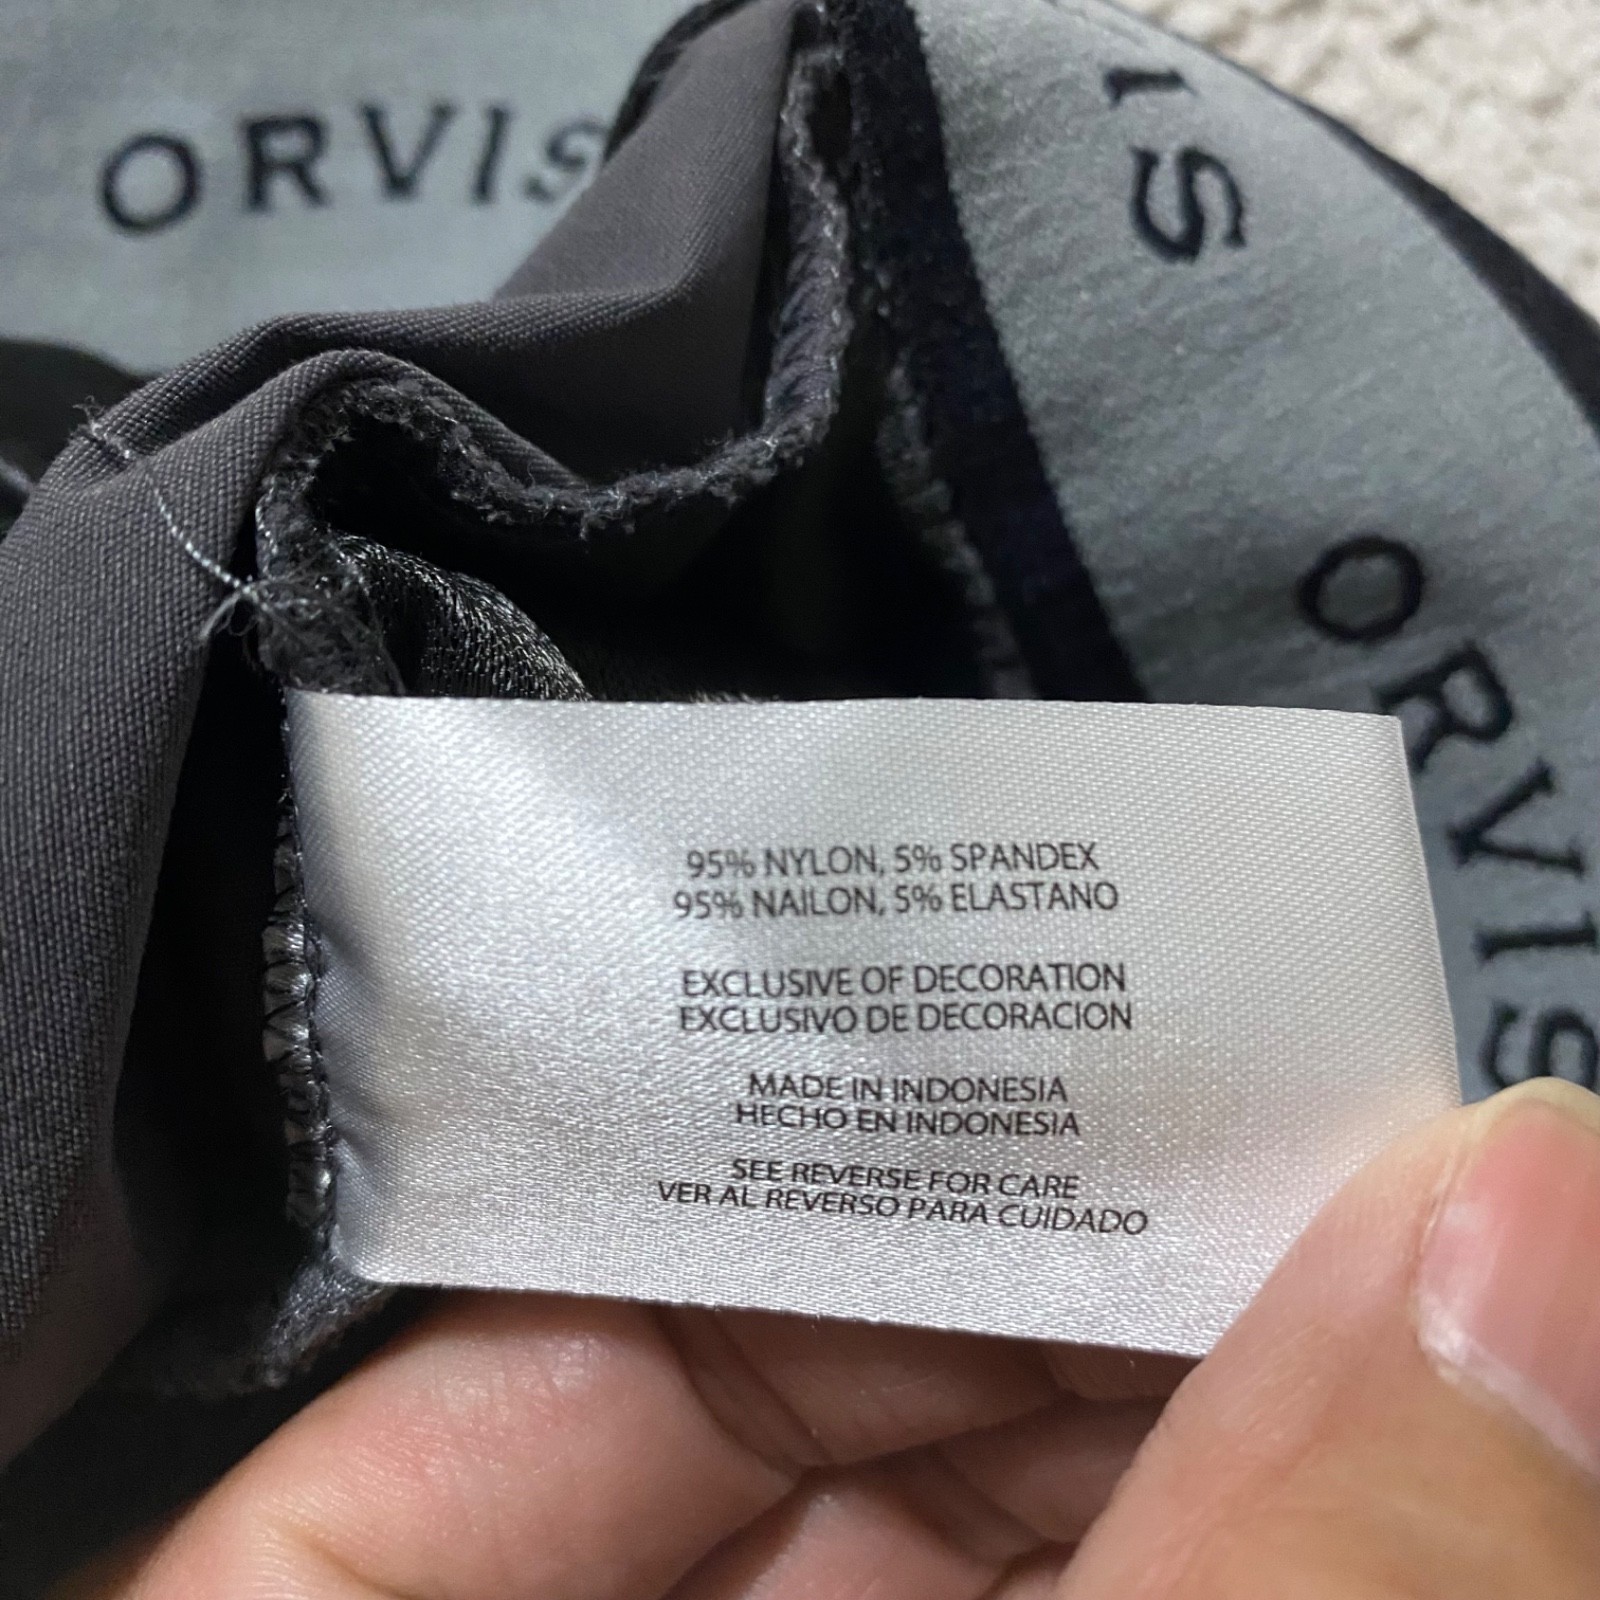 ORVIS
IS
ORVIS
95% NYLON, 5% SPANDEX
95% NAILON, 5% ELASTANO
EXCLUSIVE OF DECORATION
EXCLUSIVO DE DECORACION
MADE IN INDONESIA
HECHO EN INDONESIA
SEE REVERSE FOR CARE
VER AL REVERSO PARA CUIDADO